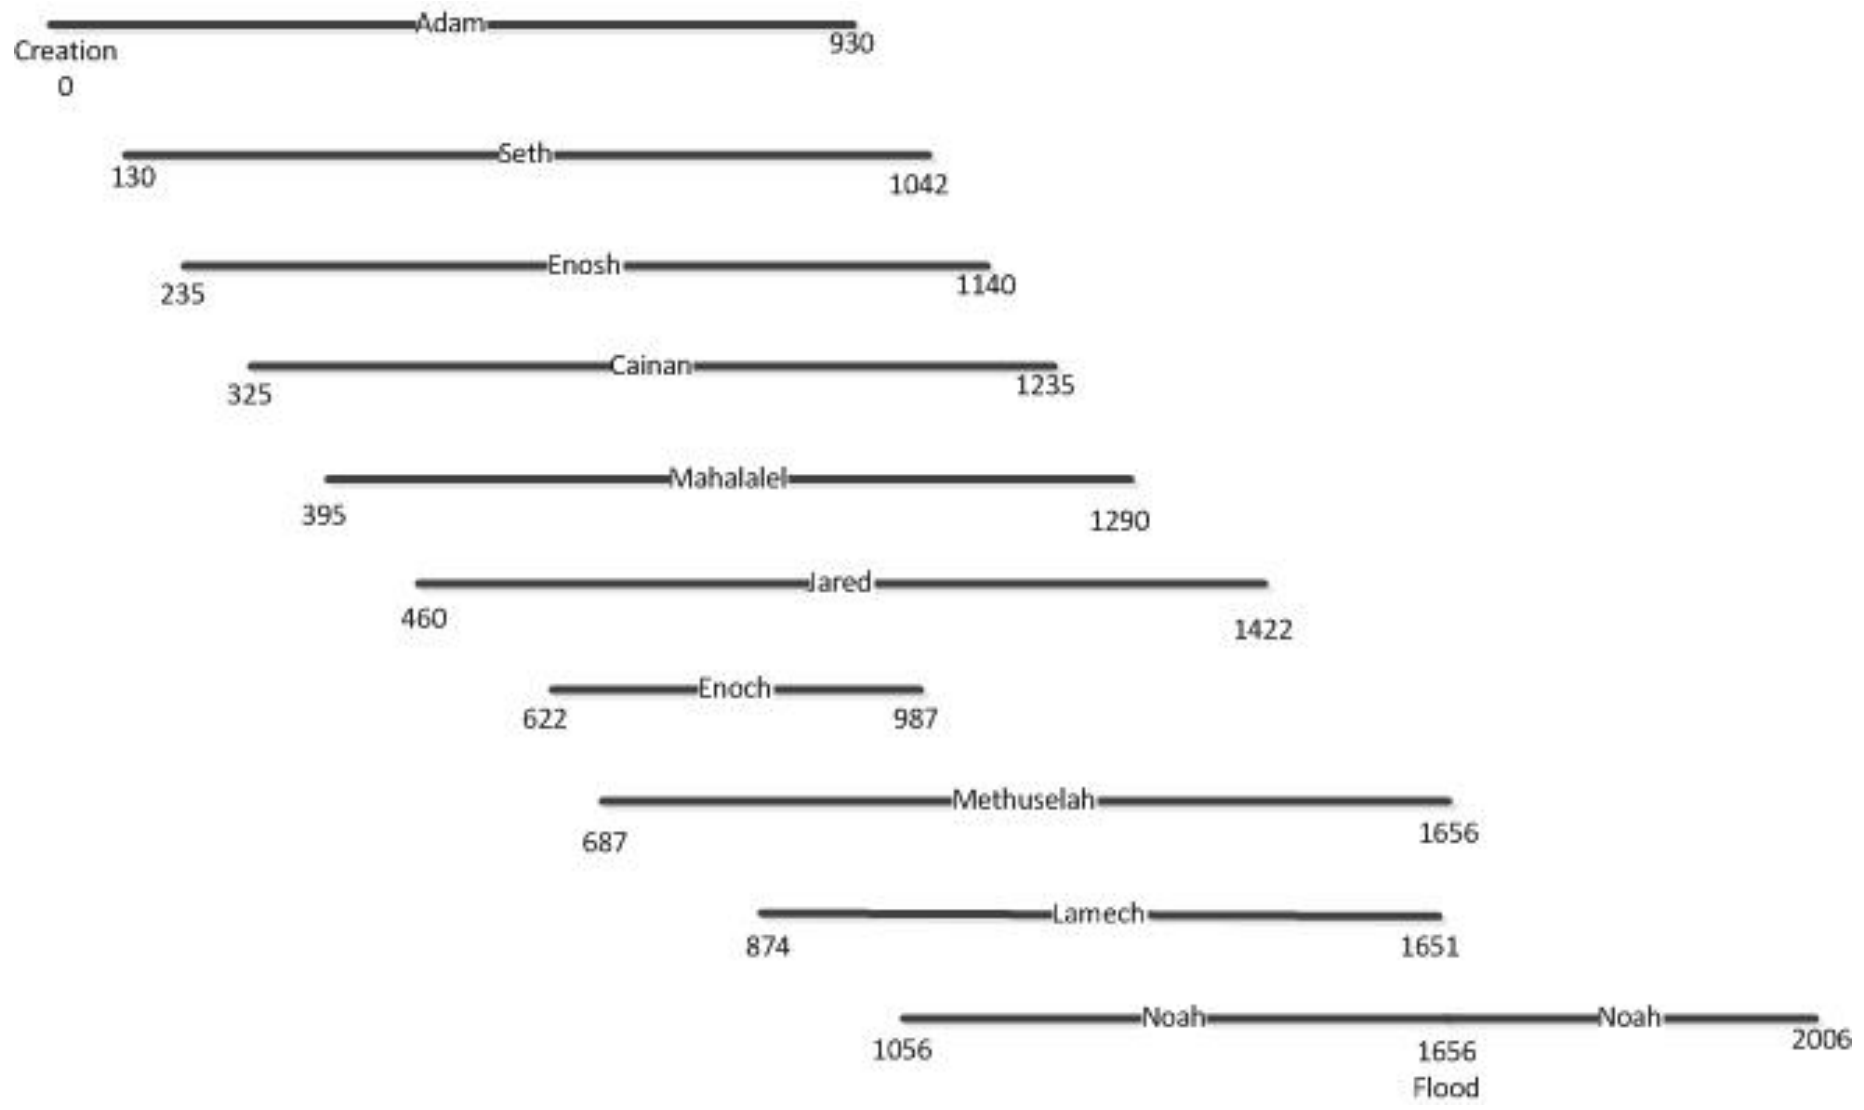 Adam
Creation
0
930
Seth
130
1042
Enosh
235
1140
Cainan
325
1235
Mahalalel
395
1290
Jared
460
1422
Enoch
622
987
Methuselah
687
1656
Lamech
874
1651
Noah Noah
1056
1656
2006
Flood